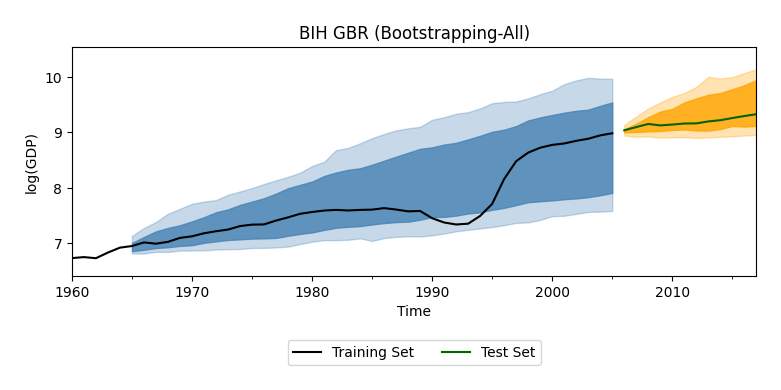 BIH GBR (Bootstrapping-All)
log(GDP)
10
9
8
7
1960 1970 1980 1990 2000 2010
Time
Training Set Test Set